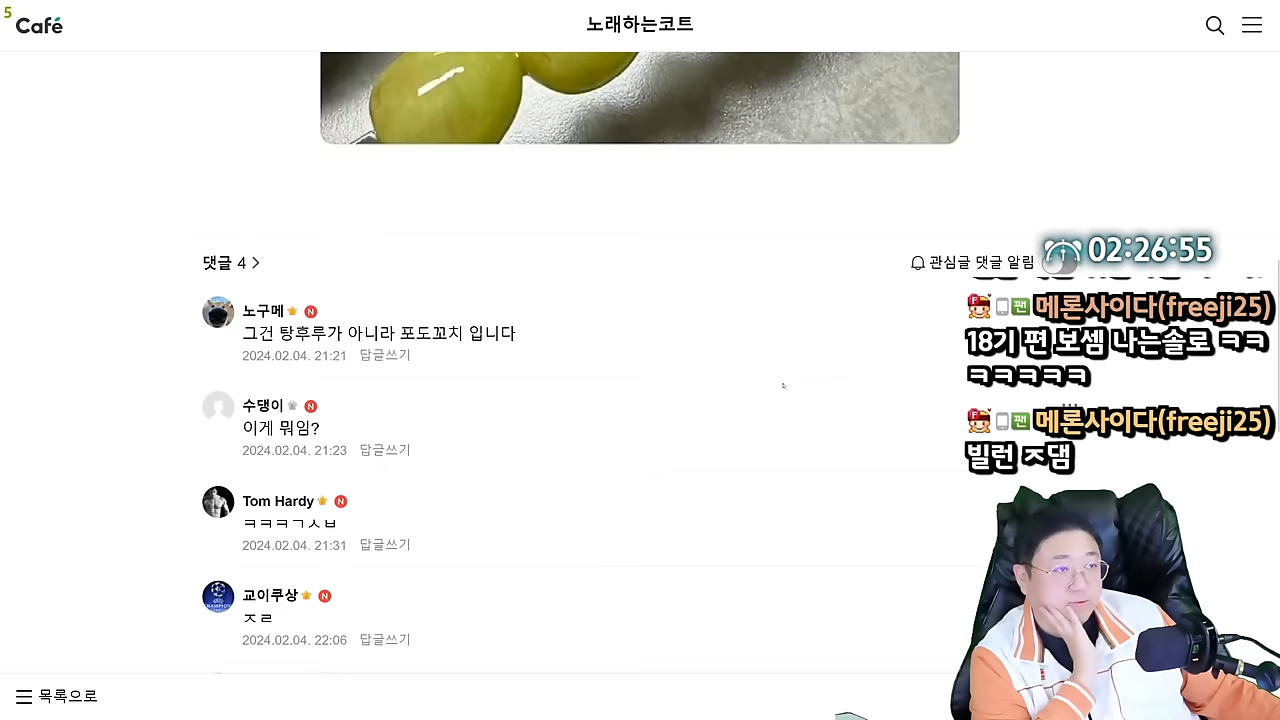 5
Café
노래하는코트
댓글 4
관심글 댓글 알림
02:26:55
노구메 N
그건 탕후루가 아니라 포도꼬치 입니다
2024.02.04. 21:21 답글쓰기
수댕이 N
이게 뭐임?
2024.02.04. 21:23 답글쓰기
Tom Hardy N
ㅋㅋㅋㄱㅅㅂ
2024.02.04. 21:31 답글쓰기
교이쿠상 N
ㅈㄹ
2024.02.04. 22:06 답글쓰기
목록으로
F 팬 메론사이다(freeji25)
18기 편 보셈 나는솔로 ㅋㅋ
ㅋㅋㅋㅋㅋ
F 팬 메론사이다(freeji25)
빌런 ㅈ댐